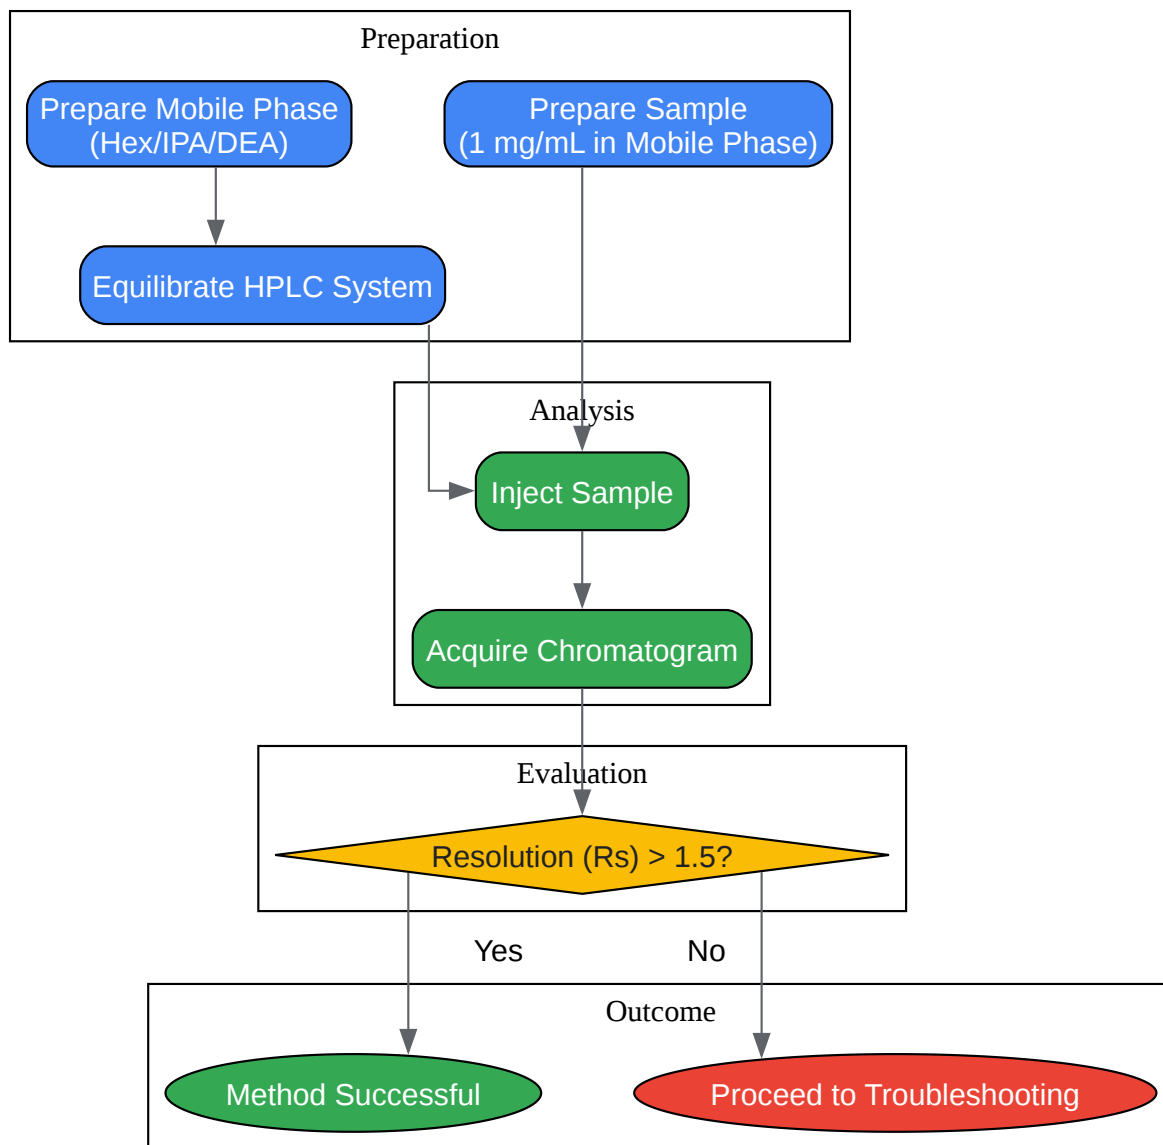 Preparation
Prepare Mobile Phase
(Hex/IPA/DEA)
Prepare Sample
(1 mg/mL in Mobile Phase)
Equilibrate HPLC System
Analysis
Inject Sample
Acquire Chromatogram
Evaluation
Resolution (Rs) > 1.5?
Yes
No
Outcome
Method Successful
Proceed to Troubleshooting